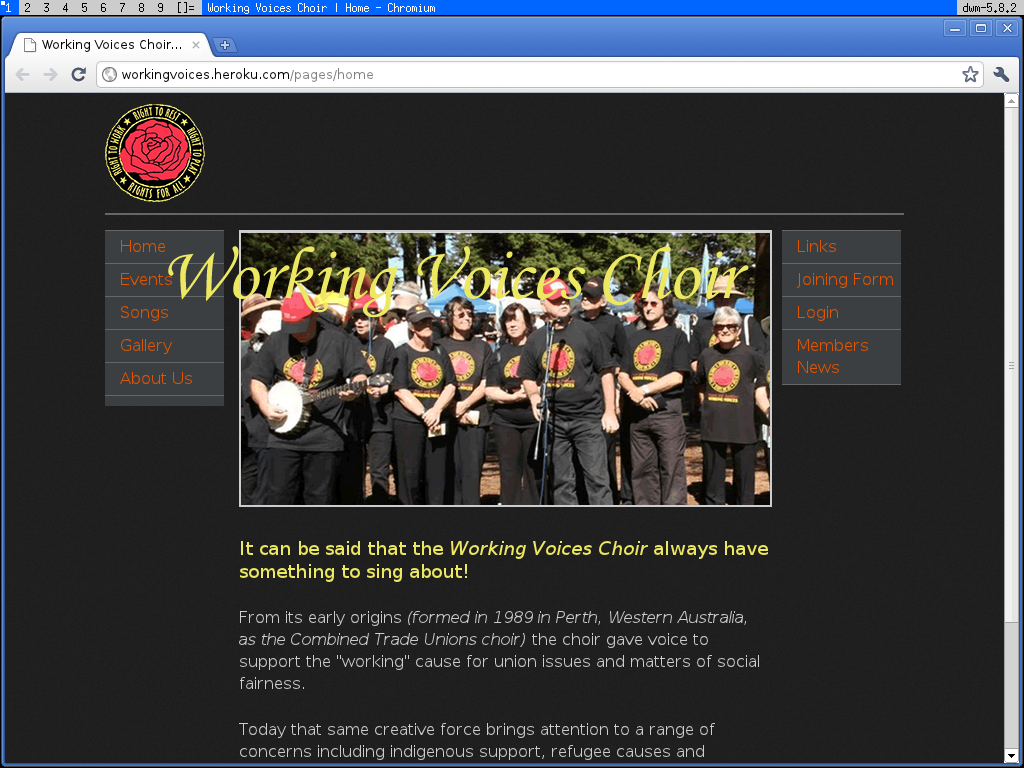 1 2 3 4 5 6 7 8 9 []= Working Voices Choir | Home - Chromium dwm-5.8.2
Working Voices Choir...
workingvoices.heroku.com/pages/home
RIGHT TO WORK ★ RIGHT TO REST ★ RIGHT TO PLAY ★ RIGHTS FOR ALL ★
Home
Events
Songs
Gallery
About Us
Working Voices Choir
Links
Joining Form
Login
Members
News
It can be said that the Working Voices Choir always have
something to sing about!
From its early origins (formed in 1989 in Perth, Western Australia,
as the Combined Trade Unions choir) the choir gave voice to
support the "working" cause for union issues and matters of social
fairness.
Today that same creative force brings attention to a range of
concerns including indigenous support, refugee causes and